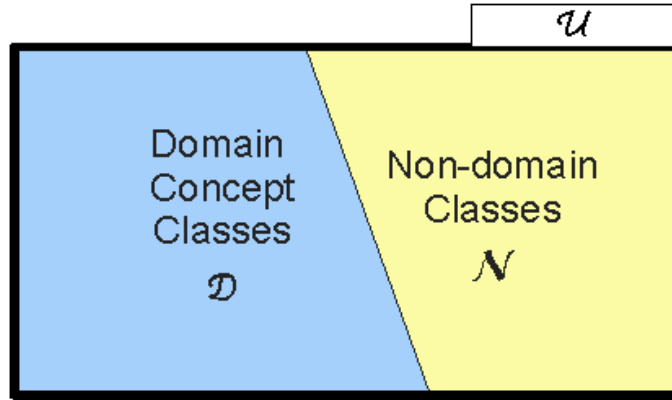 𝒰
Domain
Concept
Classes
𝒟
Non-domain
Classes
𝒩